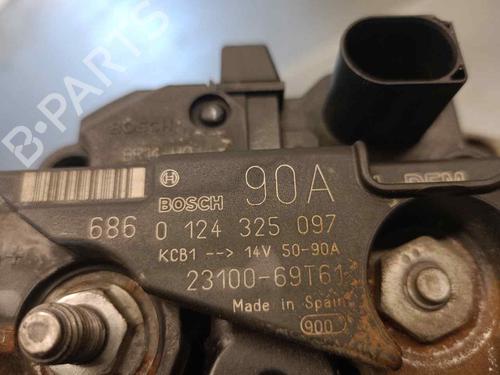 B-PARTS
BOSCH
BOSCH 90A
686 0 124 325 097
KCB1 --> 14V 50-90A
23100-69T61
Made in Spain
900